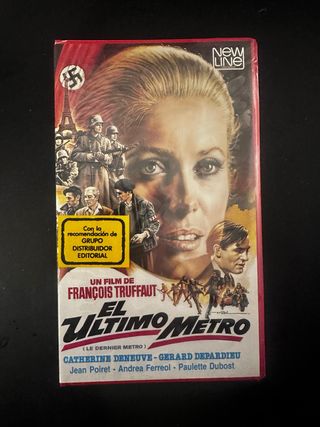 NEW
LINE
Con la
recomendación de
GRUPO
DISTRIBUIDOR
EDITORIAL
UN FILM DE
FRANÇOIS TRUFFAUT
EL
ULTIMO METRO
(LE DERNIER METRO)
CATHERINE DENEUVE - GERARD DEPARDIEU
Jean Poiret - Andrea Ferreol - Paulette Dubost